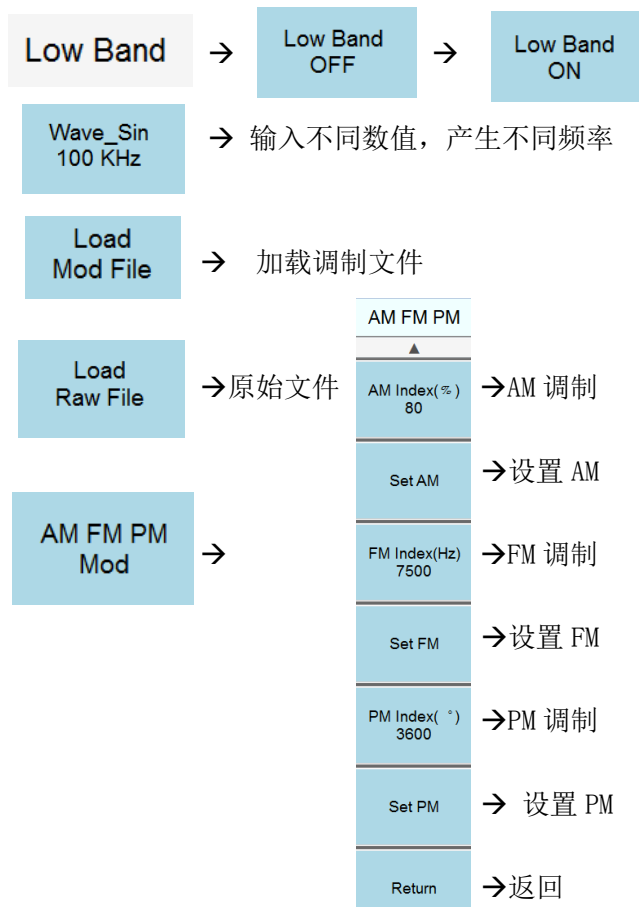 Low Band → Low Band OFF → Low Band ON
Wave_Sin 100 KHz → 输入不同数值，产生不同频率
Load Mod File → 加载调制文件
Load Raw File →原始文件
AM FM PM Mod →
AM FM PM
▲
AM Index(%) 80 →AM 调制
Set AM →设置 AM
FM Index(Hz) 7500 →FM 调制
Set FM →设置 FM
PM Index( °) 3600 →PM 调制
Set PM → 设置 PM
Return →返回